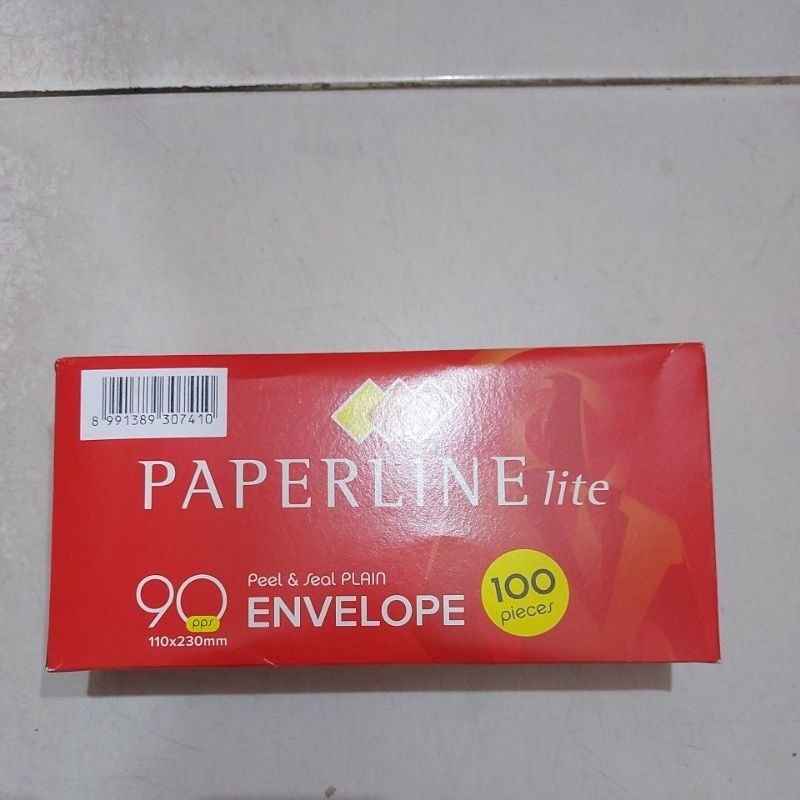 8 991389 307410
PAPERLINE lite
90 pps
110x230mm
Peel & Seal PLAIN
ENVELOPE
100
pieces